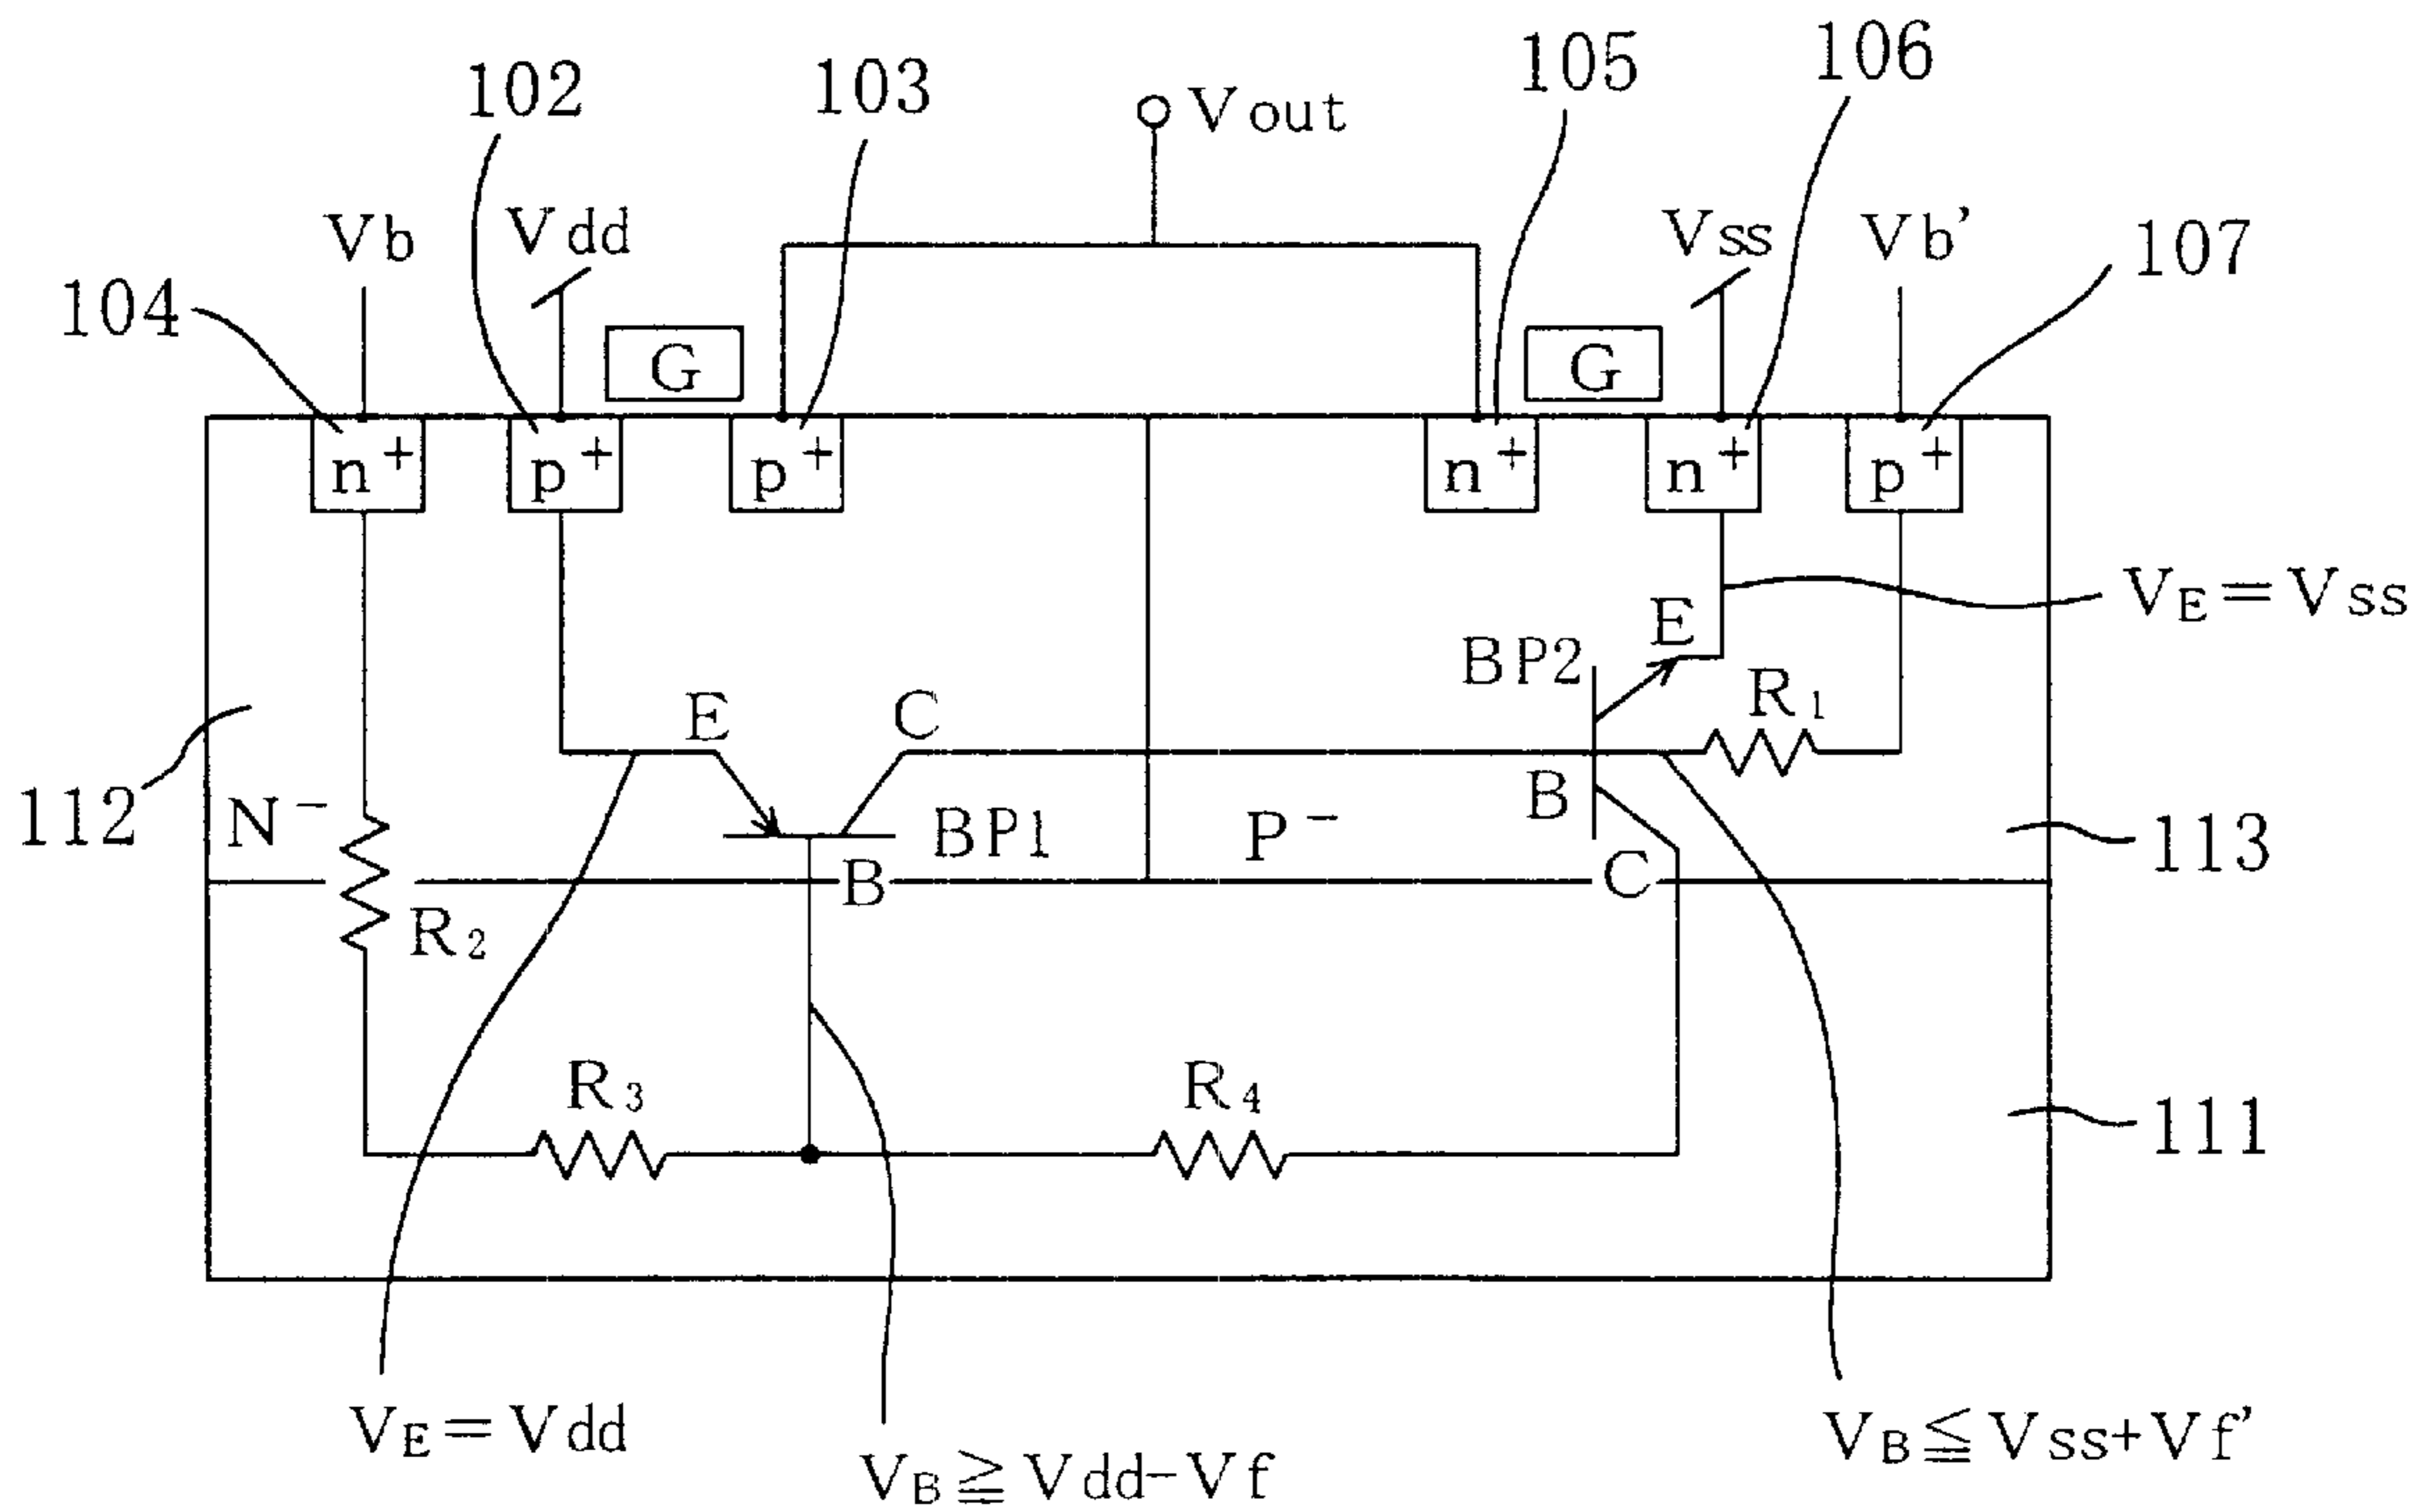 102
103
Vout
105
106
104
Vb
Vdd
Vss
Vb'
107
G
G
n+
p+
p+
n+
n+
p+
VE=Vss
E
BP2
R1
E
C
B
112
N−
BP1
P−
113
B
C
R2
R3
R4
111
VE=Vdd
VB≧Vdd−Vf
VB≦Vss+Vf'